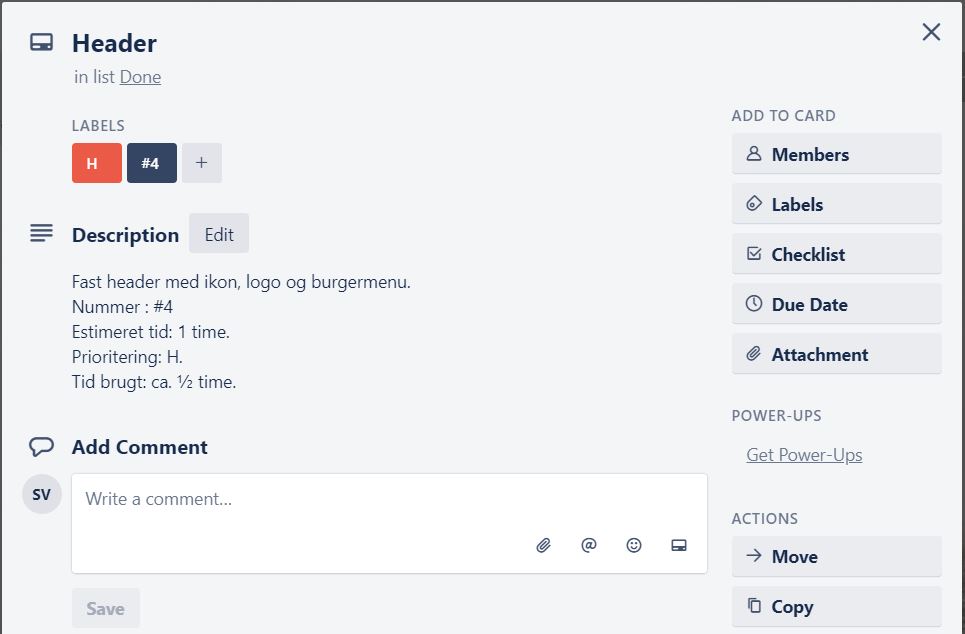 Header
in list Done
LABELS
H #4 +
Description Edit
Fast header med ikon, logo og burgermenu.
Nummer : #4
Estimeret tid: 1 time.
Prioritering: H.
Tid brugt: ca. ½ time.
Add Comment
SV
Write a comment...
@
Save
ADD TO CARD
Members
Labels
Checklist
Due Date
Attachment
POWER-UPS
Get Power-Ups
ACTIONS
Move
Copy